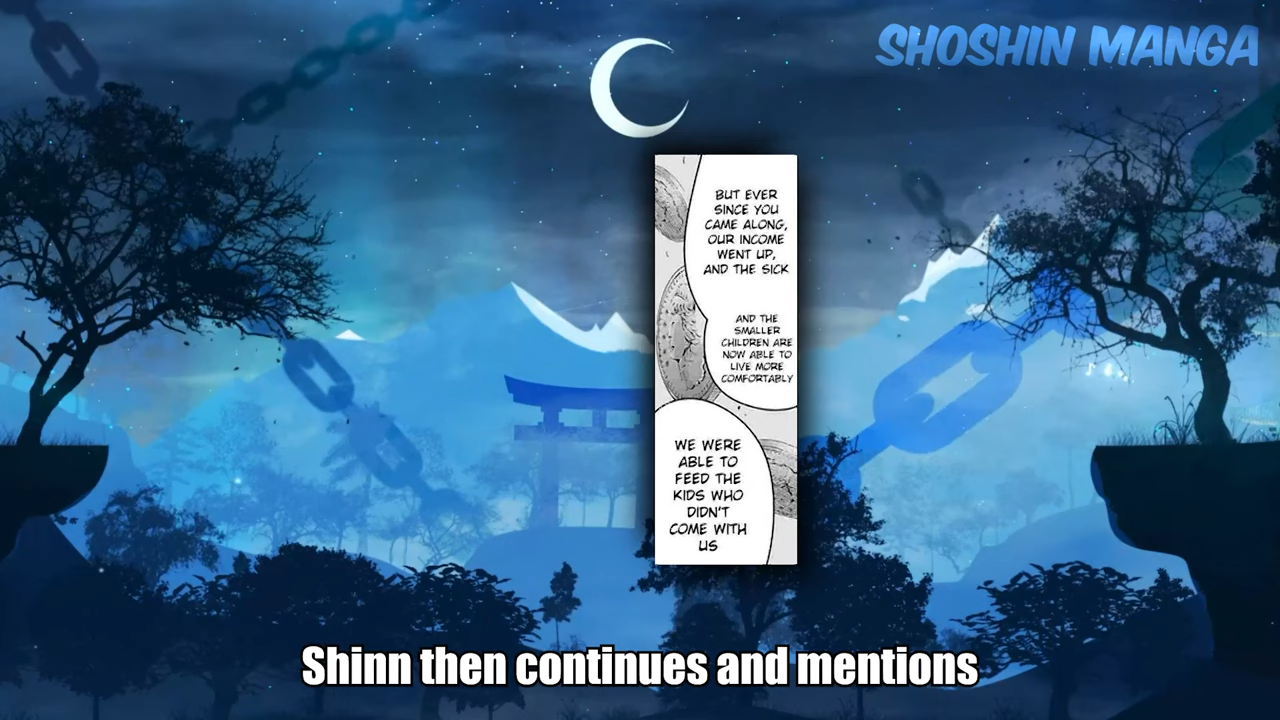 SHOSHIN MANGA
BUT EVER
SINCE YOU
CAME ALONG,
OUR INCOME
WENT UP,
AND THE SICK
AND THE
SMALLER
CHILDREN ARE
NOW ABLE TO
LIVE MORE
COMFORTABLY
WE WERE
ABLE TO
FEED THE
KIDS WHO
DIDN'T
COME WITH
US
Shinn then continues and mentions